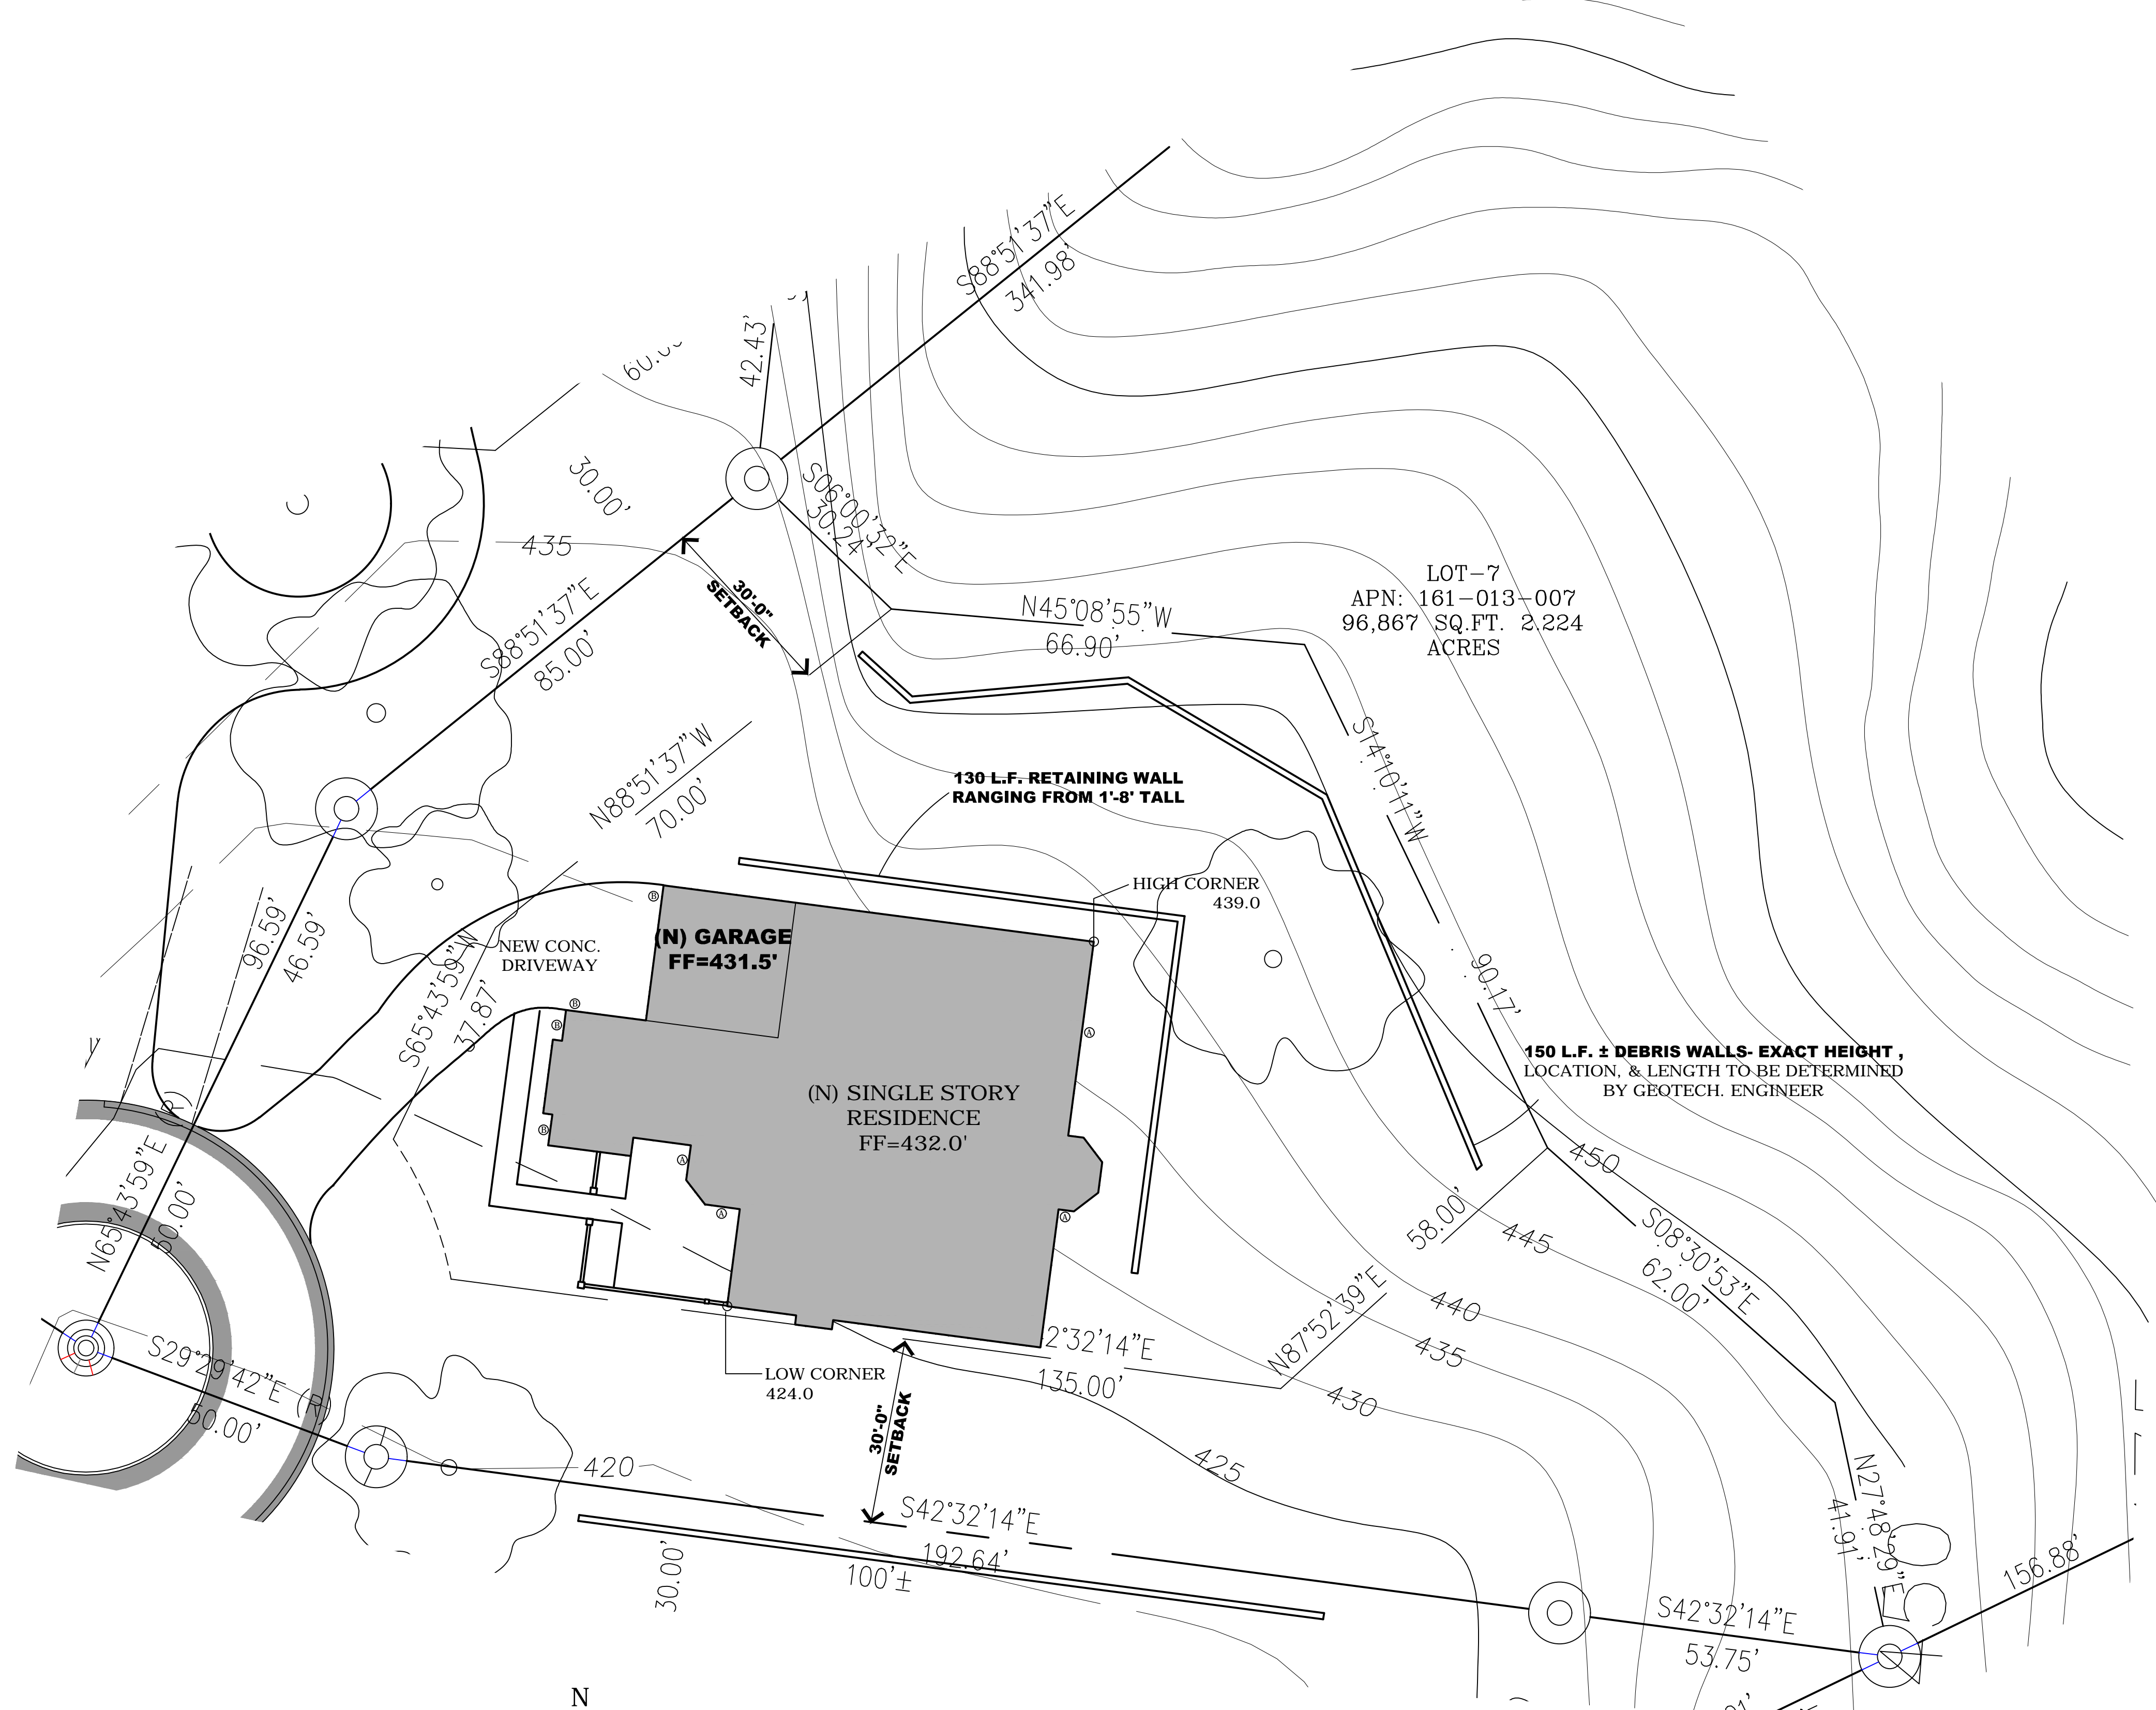 S88°51'37"E
341.98'
42.43'
30.00'
S06°00'32"E
30.24'
435
30'-0"
SETBACK
S88°51'37"E
85.00'
LOT-7
APN: 161-013-007
96,867 SQ.FT. 2.224
ACRES
N45°08'55"W
66.90'
N88°51'37"W
70.00'
S14°10'11"W
90.17'
130 L.F. RETAINING WALL
RANGING FROM 1'-8' TALL
HIGH CORNER
439.0
96.59'
46.59'
S65°43'59"W
37.87'
NEW CONC.
DRIVEWAY
(N) GARAGE
FF=431.5'
B
B
B
B
A
A
A
A
(N) SINGLE STORY
RESIDENCE
FF=432.0'
150 L.F. ± DEBRIS WALLS- EXACT HEIGHT ,
LOCATION, & LENGTH TO BE DETERMINED
BY GEOTECH. ENGINEER
y
N65°43'59"E (R)
50.00'
450
445
440
435
430
425
58.00'
S08°30'53"E
62.00'
N87°52'39"E
2°32'14"E
135.00'
S29°29'42"E (R)
50.00'
LOW CORNER
424.0
30'-0"
SETBACK
420
S42°32'14"E
192.64'
100'±
30.00'
N27°48'29"E
41.91'
156.88'
S42°32'14"E
53.75'
N